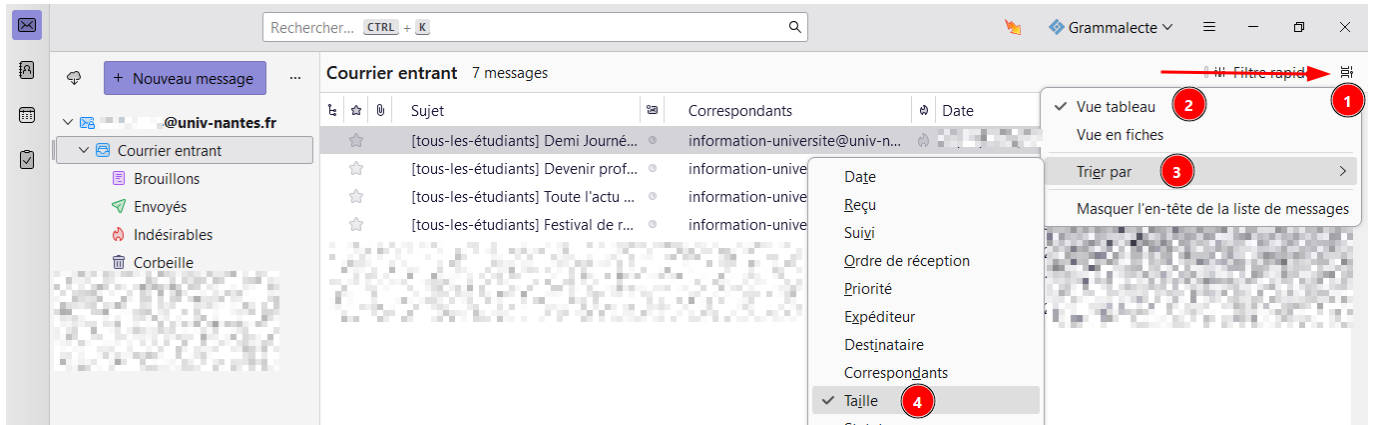 Rechercher... CTRL + K
Grammalecte
+ Nouveau message ...
Courrier entrant 7 messages
Filtre rapide
1
Sujet Correspondants Date
@univ-nantes.fr
Courrier entrant
Brouillons
Envoyés
Indésirables
Corbeille
[tous-les-étudiants] Demi Journé... information-universite@univ-n...
[tous-les-étudiants] Devenir prof... information-unive
[tous-les-étudiants] Toute l'actu ... information-unive
[tous-les-étudiants] Festival de r... information-unive
Vue tableau 2
Vue en fiches
Trier par 3
Masquer l'en-tête de la liste de messages
Date
Reçu
Suivi
Ordre de réception
Priorité
Expéditeur
Destinataire
Correspondants
Taille 4